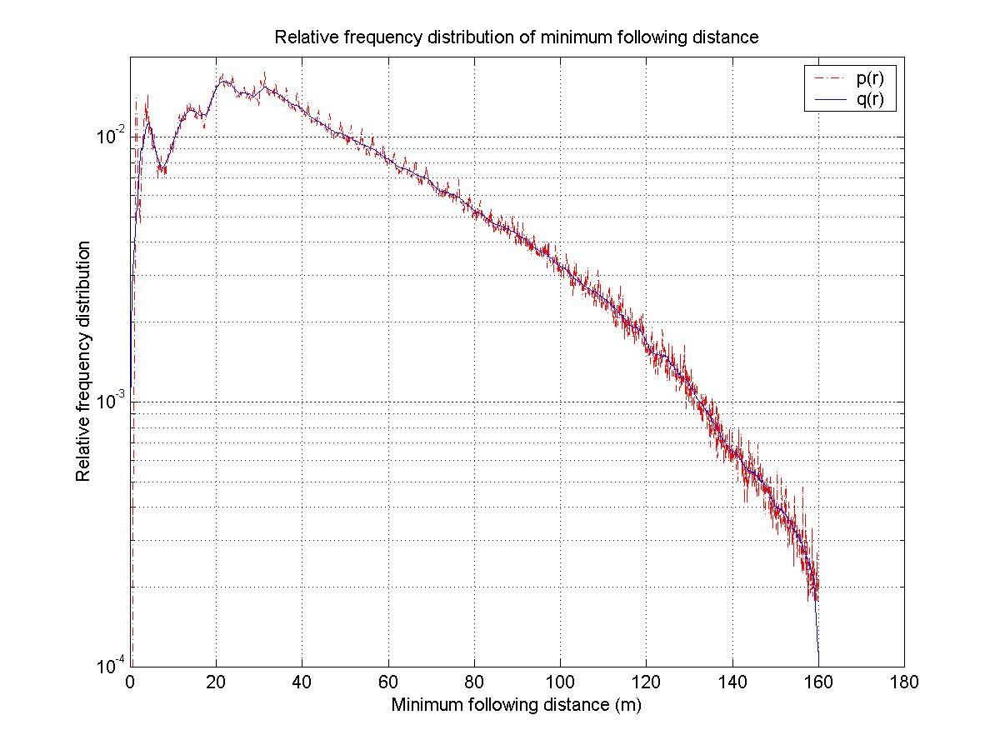 Relative frequency distribution of minimum following distance
p(r)
q(r)
Relative frequency distribution
10^-2
10^-3
10^-4
0 20 40 60 80 100 120 140 160 180
Minimum following distance (m)